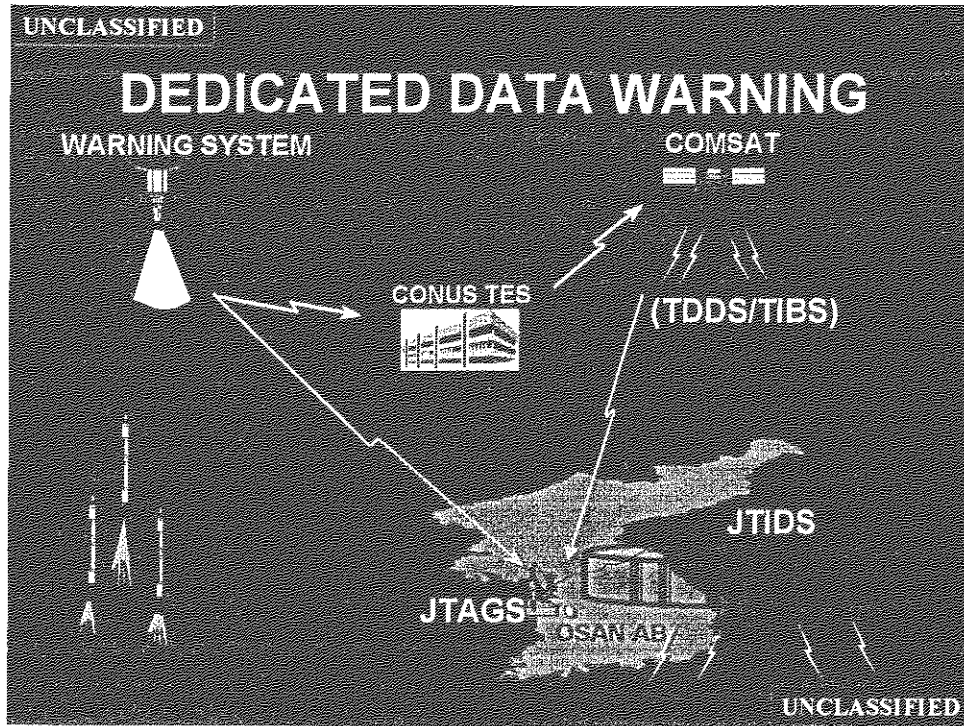 UNCLASSIFIED
DEDICATED DATA WARNING
WARNING SYSTEM
COMSAT
CONUS TES
(TDDS/TIBS)
JTIDS
JTAGS
OSAN AB
UNCLASSIFIED